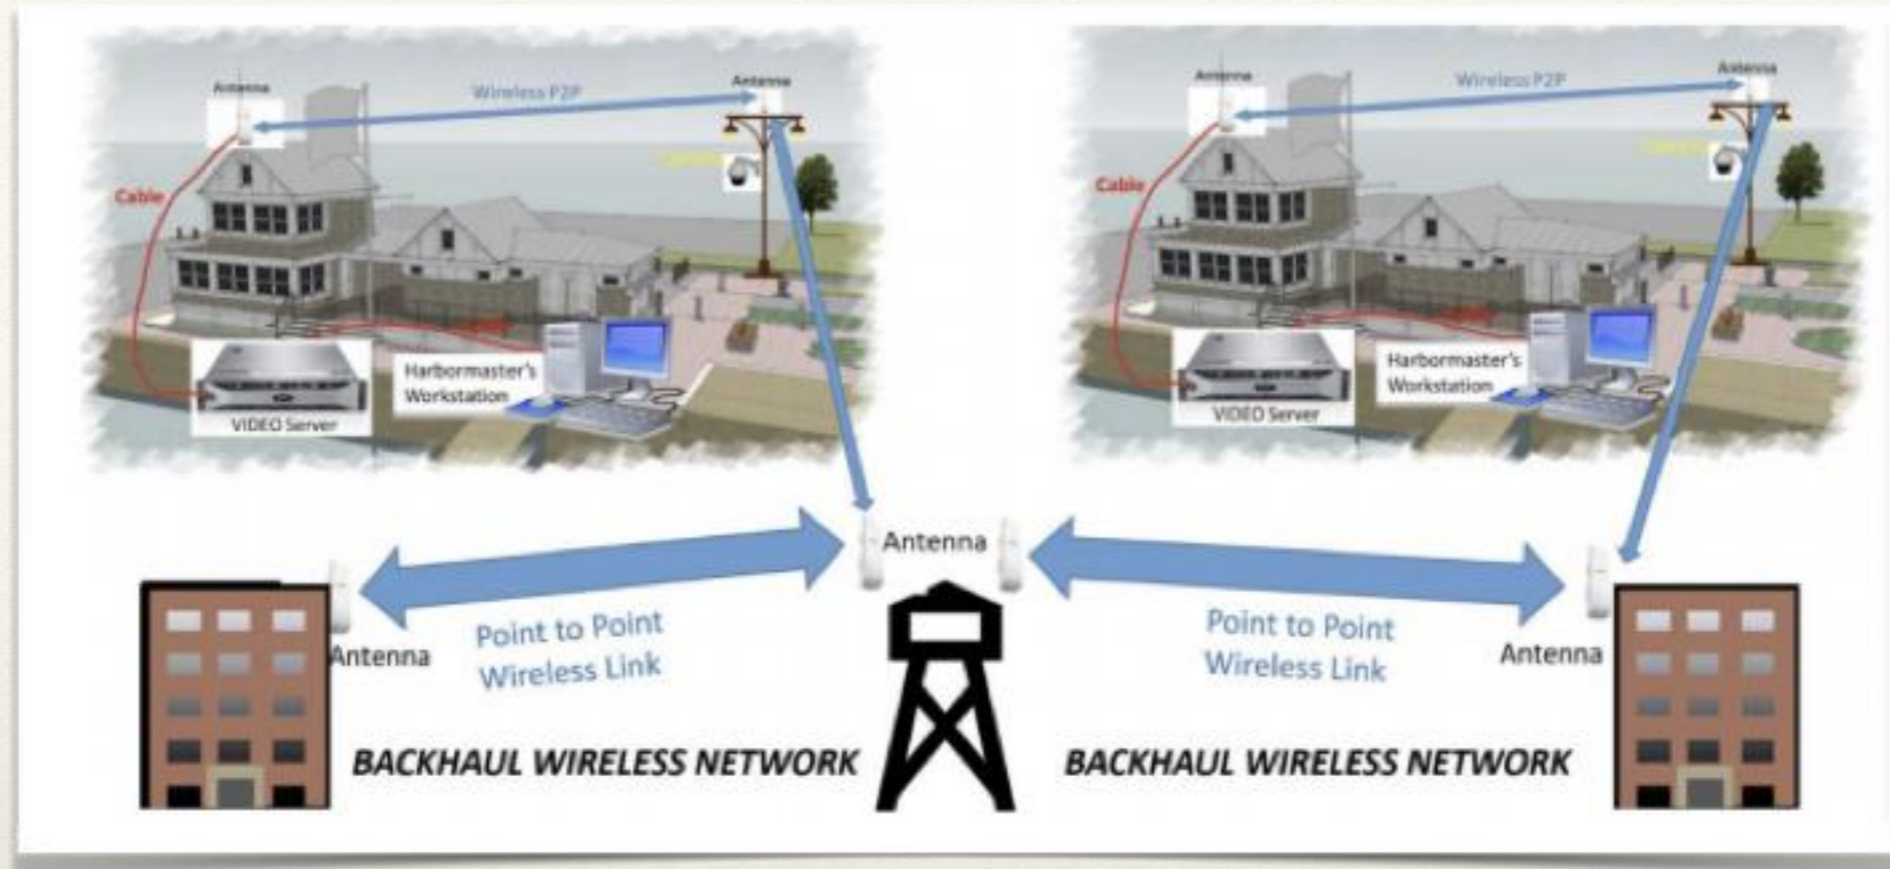 Antenna
Wireless P2P
Antenna
Cable
Harbormaster's
Workstation
VIDEO Server
Antenna
Wireless P2P
Antenna
Cable
Harbormaster's
Workstation
VIDEO Server
Antenna
Point to Point
Wireless Link
Antenna
Point to Point
Wireless Link
Antenna
BACKHAUL WIRELESS NETWORK
BACKHAUL WIRELESS NETWORK